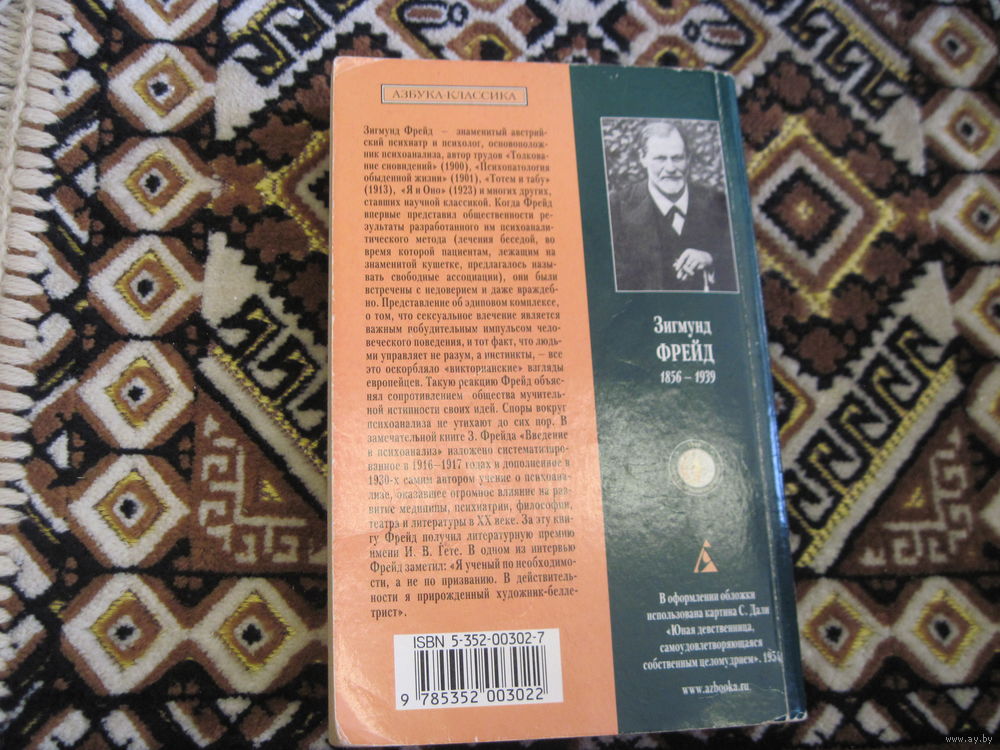 АЗБУКА-КЛАССИКА
Зигмунд Фрейд — знаменитый австрий-
ский психиатр и психолог, основополож-
ник психоанализа, автор трудов «Толкова-
ние сновидений» (1900), «Психопатология
обыденной жизни» (1901), «Тотем и табу»
(1913), «Я и Оно» (1923) и многих других,
ставших научной классикой. Когда Фрейд
впервые представил общественности ре-
зультаты разработанного им психоанали-
тического метода (лечения беседой, во
время которой пациентам, лежащим на
знаменитой кушетке, предлагалось назы-
вать свободные ассоциации), они были
встречены с недоверием и даже враждеб-
но. Представление об эдиповом комплексе,
о том, что сексуальное влечение является
важным побудительным импульсом чело-
веческого поведения, и тот факт, что людь-
ми управляет не разум, а инстинкты, — все
это оскорбляло «викторианские» взгляды
европейцев. Такую реакцию Фрейд объяс-
нял сопротивлением общества мучитель-
ной истинности своих идей. Споры вокруг
психоанализа не утихают до сих пор. В
замечательной книге З. Фрейда «Введение
в психоанализ» изложено систематизиро-
ванное в 1916—1917 годах и дополненное в
1930-х самим автором учение о психоана-
лизе, оказавшее огромное влияние на раз-
витие медицины, психиатрии, философии,
театра и литературы в XX веке. За эту кни-
гу Фрейд получил литературную премию
имени И. В. Гёте. В одном из интервью
Фрейд заметил: «Я ученый по необходимо-
сти, а не по призванию. В действитель-
ности я прирожденный художник-белле-
трист».
ISBN 5-352-00302-7
9 785352 003022
Зигмунд
ФРЕЙД
1856 – 1939
В оформлении обложки
использована картина С. Дали
«Юная девственница,
самоудовлетворяющаяся
собственным целомудрием». 1954
www.azbooka.ru
www.ay.by